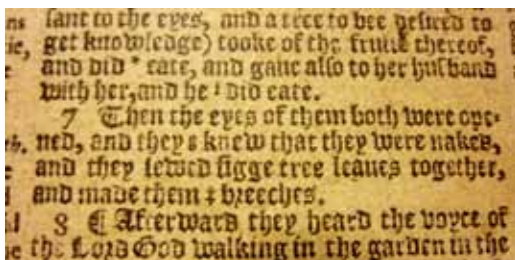 sant to the eyes, and a tree to bee desired to
get knowledge) tooke of the fruite thereof,
and did * eate, and gaue also to her husband
with her, and he did eate.
7 Then the eyes of them both were ope-
ned, and they knew that they were naked,
and they sewed figge tree leaues together,
and made them ‡ breeches.
8 ¶ Afterward they heard the voyce of
the Lord God walking in the garden in the